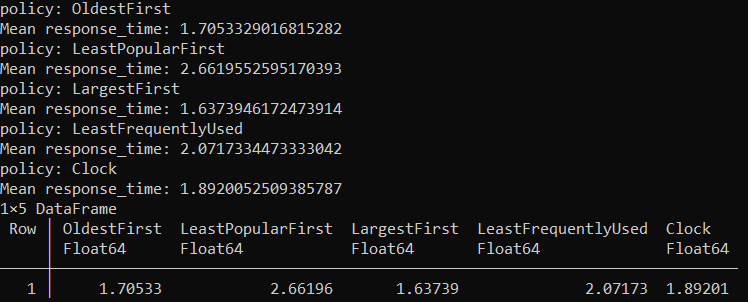 policy: OldestFirst
Mean response_time: 1.7053329016815282
policy: LeastPopularFirst
Mean response_time: 2.6619552595170393
policy: LargestFirst
Mean response_time: 1.6373946172473914
policy: LeastFrequentlyUsed
Mean response_time: 2.0717334473333042
policy: Clock
Mean response_time: 1.8920052509385787
1×5 DataFrame
Row │ OldestFirst LeastPopularFirst LargestFirst LeastFrequentlyUsed Clock
│ Float64 Float64 Float64 Float64 Float64
1 │ 1.70533 2.66196 1.63739 2.07173 1.89201